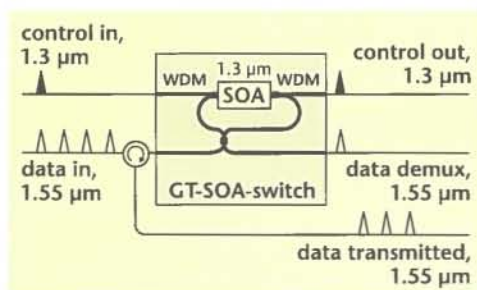 control in,
1.3 µm
WDM
1.3 µm
SOA
WDM
control out,
1.3 µm
data in,
1.55 µm
GT-SOA-switch
data demux,
1.55 µm
data transmitted,
1.55 µm